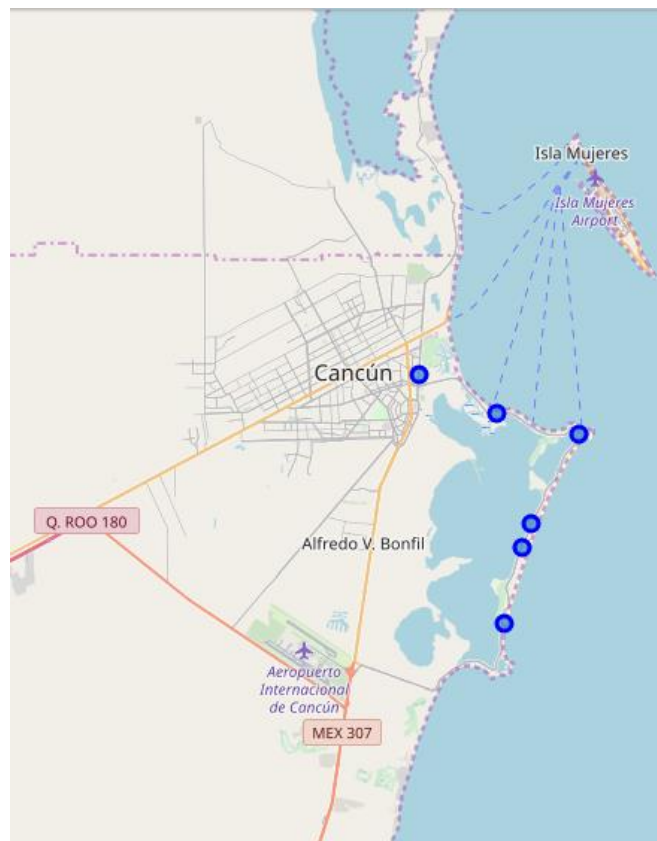 Isla Mujeres
Isla Mujeres
Airport
Cancún
Q. ROO 180
Alfredo V. Bonfil
Aeropuerto
Internacional
de Cancún
MEX 307